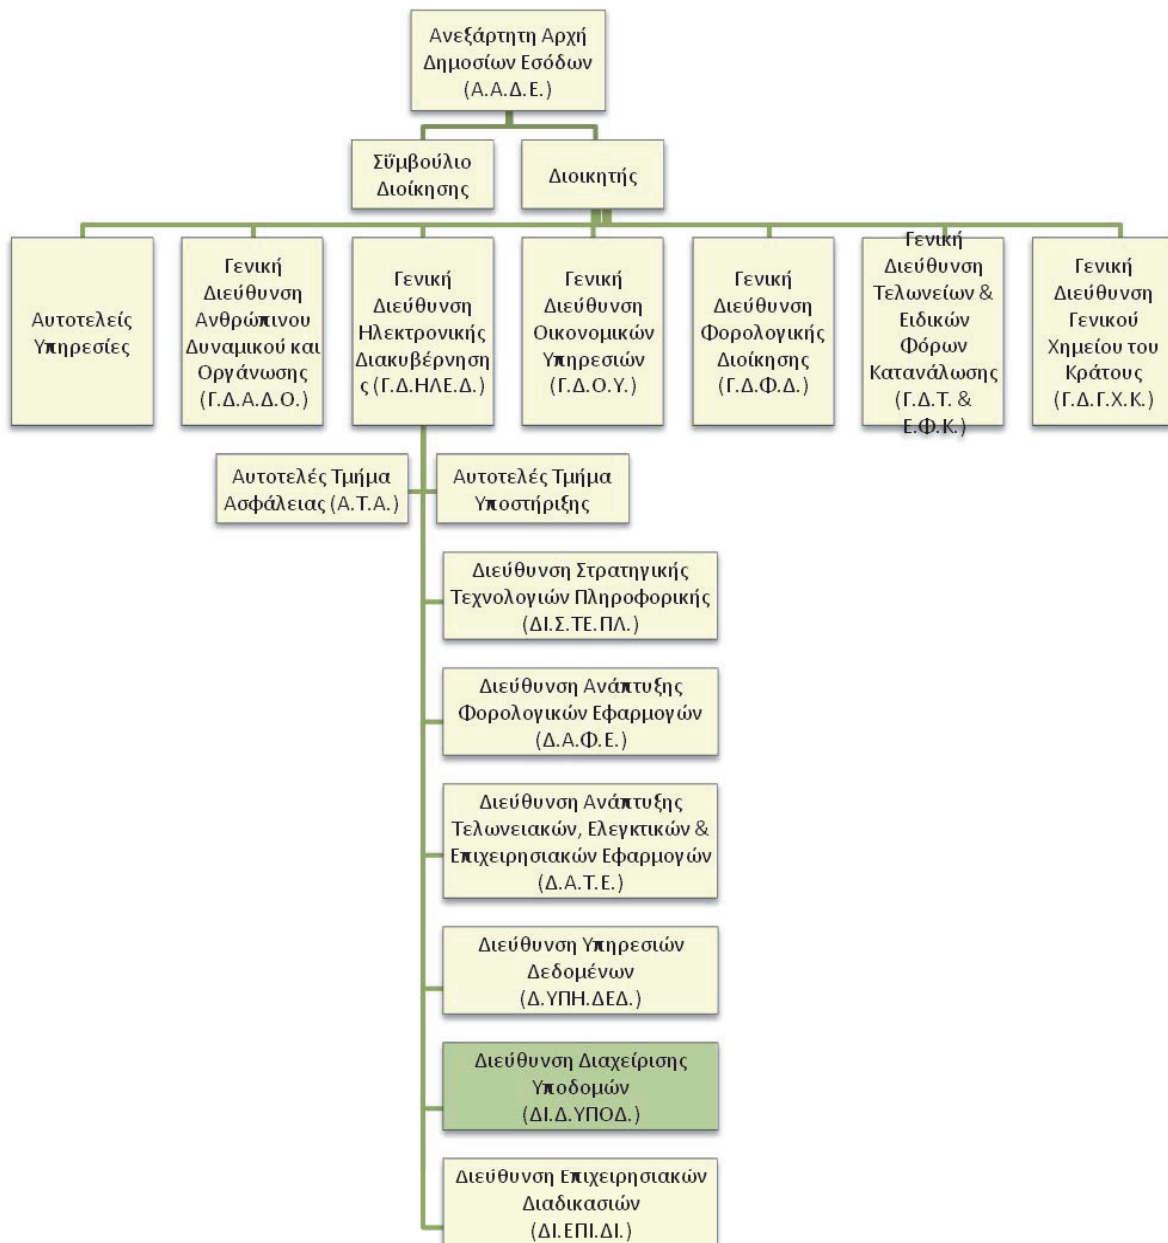 Ανεξάρτητη Αρχή
Δημοσίων Εσόδων
(Α.Α.Δ.Ε.)
Σΰμβούλιο
Διοίκησης
Διοικητής
Αυτοτελείς
Υπηρεσίες
Γενική
Διεύθυνση
Ανθρώπινου
Δυναμικού και
Οργάνωσης
(Γ.Δ.Α.Δ.Ο.)
Γενική
Διεύθυνση
Ηλεκτρονικής
Διακυβέρνηση
ς (Γ.Δ.ΗΛΕ.Δ.)
Γενική
Διεύθυνση
Οικονομικών
Υπηρεσιών
(Γ.Δ.Ο.Υ.)
Γενική
Διεύθυνση
Φορολογικής
Διοίκησης
(Γ.Δ.Φ.Δ.)
Γενική
Διεύθυνση
Τελωνείων &
Ειδικών
Φόρων
Κατανάλωσης
(Γ.Δ.Τ. &
Ε.Φ.Κ.)
Γενική
Διεύθυνση
Γενικού
Χημείου του
Κράτους
(Γ.Δ.Γ.Χ.Κ.)
Αυτοτελές Τμήμα
Ασφάλειας (Α.Τ.Α.)
Αυτοτελές Τμήμα
Υποστήριξης
Διεύθυνση Στρατηγικής
Τεχνολογιών Πληροφορικής
(ΔΙ.Σ.ΤΕ.ΠΛ.)
Διεύθυνση Ανάπτυξης
Φορολογικών Εφαρμογών
(Δ.Α.Φ.Ε.)
Διεύθυνση Ανάπτυξης
Τελωνειακών, Ελεγκτικών &
Επιχειρησιακών Εφαρμογών
(Δ.Α.Τ.Ε.)
Διεύθυνση Υπηρεσιών
Δεδομένων
(Δ.ΥΠΗ.ΔΕΔ.)
Διεύθυνση Διαχείρισης
Υποδομών
(ΔΙ.Δ.ΥΠΟΔ.)
Διεύθυνση Επιχειρησιακών
Διαδικασιών
(ΔΙ.ΕΠΙ.ΔΙ.)